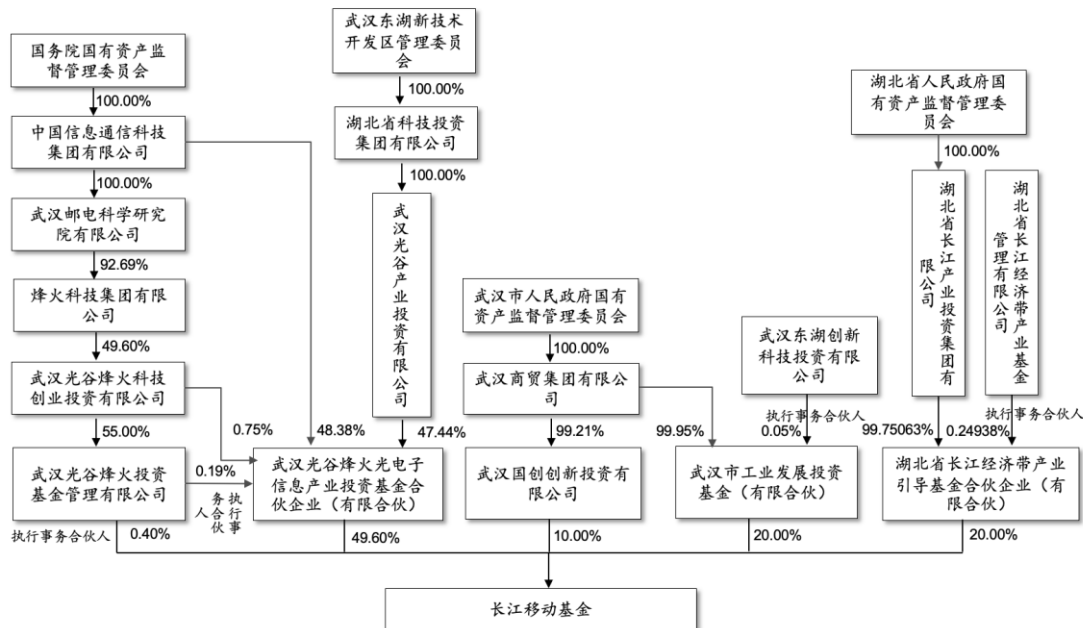 国务院国有资产监
督管理委员会
100.00%
中国信息通信科技
集团有限公司
100.00%
武汉邮电科学研究
院有限公司
92.69%
烽火科技集团有限公
司
49.60%
武汉光谷烽火科技
创业投资有限公司
55.00%
武汉光谷烽火投资
基金管理有限公司
执行事务合伙人
0.40%
0.75%
0.19%
执行事
务合伙
人
48.38%
武汉东湖新技术
开发区管理委员
会
100.00%
湖北省科技投资
集团有限公司
100.00%
武汉光谷产业投资有限公司
47.44%
武汉光谷烽火光电子
信息产业投资基金合
伙企业（有限合伙）
49.60%
武汉市人民政府国有
资产监督管理委员会
100.00%
武汉商贸集团有限公
司
99.21%
武汉国创创新投资有
限公司
10.00%
99.95%
武汉东湖创新
科技投资有限
公司
执行事务合伙人
0.05%
武汉市工业发展投资
基金（有限合伙）
20.00%
湖北省人民政府国
有资产监督管理委
员会
100.00%
湖北省长江产业投资集团有
限公司
99.75063%
湖北省长江经济带产业基金
管理有限公司
执行事务合伙人
0.24938%
湖北省长江经济带产业
引导基金合伙企业（有
限合伙）
20.00%
长江移动基金